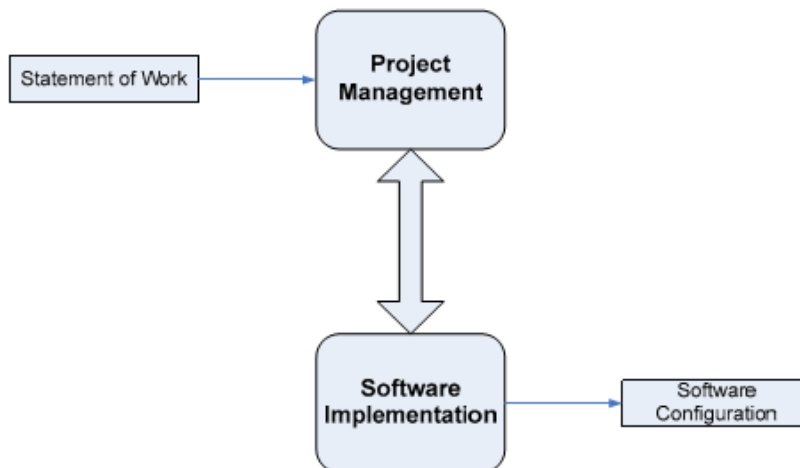 Project
Management
Statement of Work
Software
Implementation
Software
Configuration